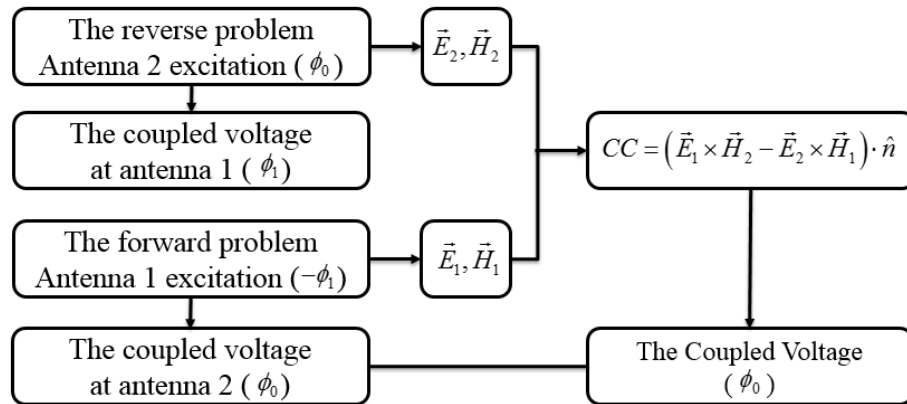 The reverse problem
Antenna 2 excitation (ϕ₀)
E⃗₂, H⃗₂
The coupled voltage
at antenna 1 (ϕ₁)
CC = (E⃗₁ × H⃗₂ − E⃗₂ × H⃗₁) · n̂
The forward problem
Antenna 1 excitation (−ϕ₁)
E⃗₁, H⃗₁
The coupled voltage
at antenna 2 (ϕ₀)
The Coupled Voltage
(ϕ₀)